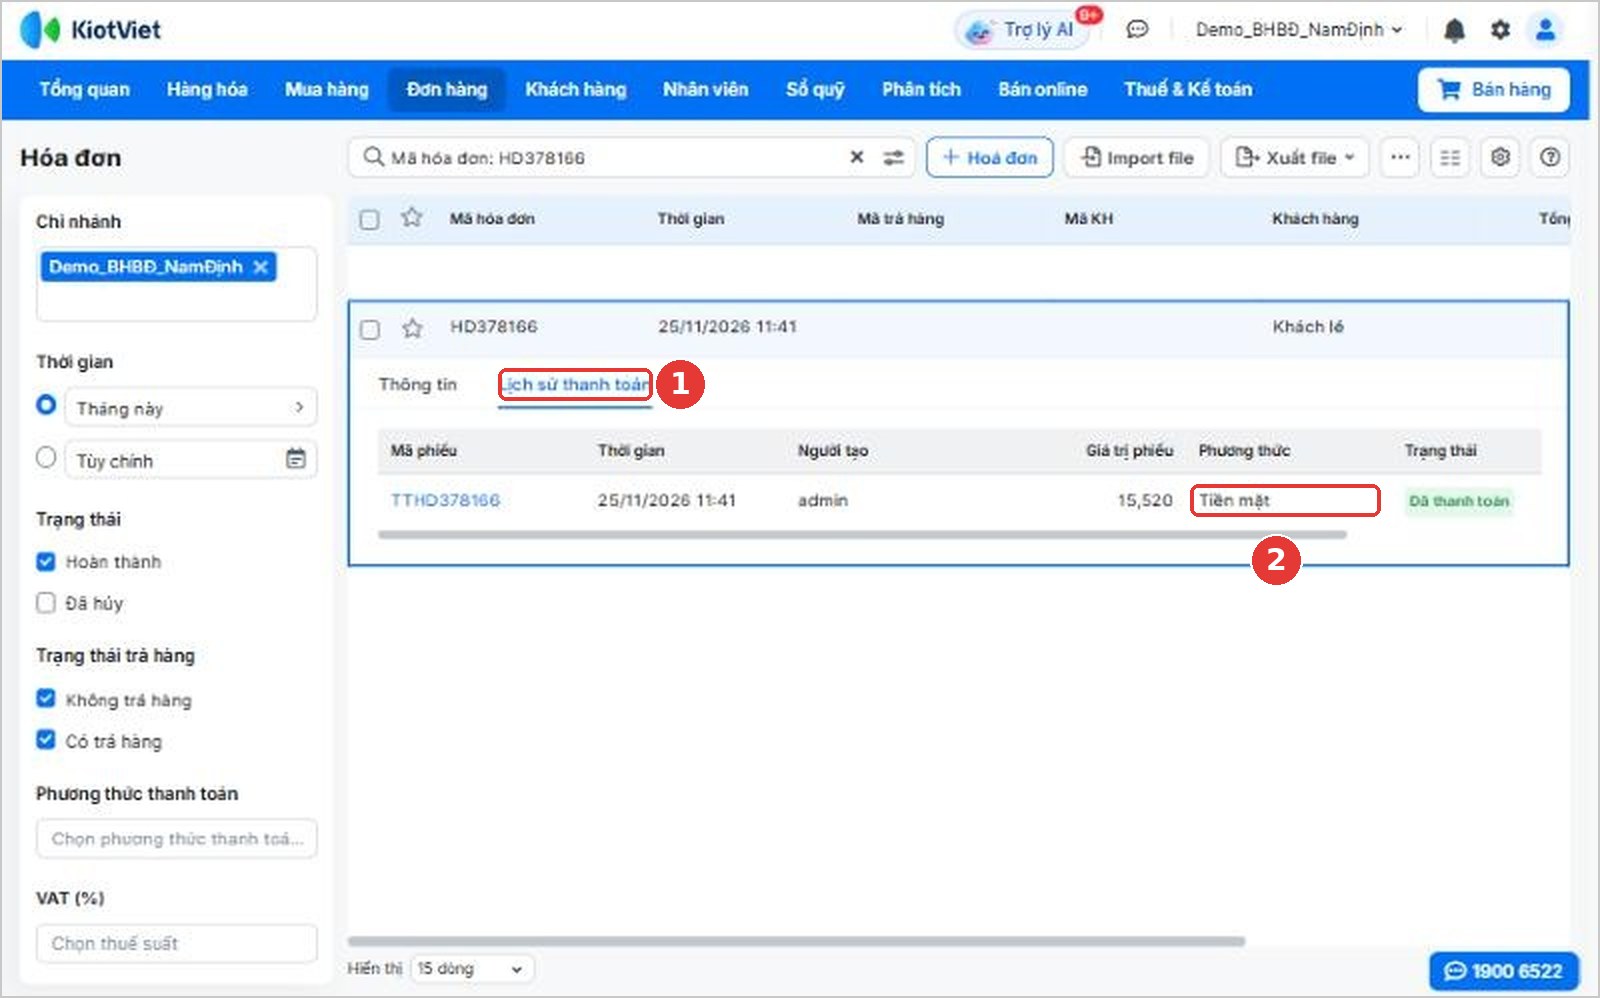 KiotViet
Trợ lý AI 9+ Demo_BHBĐ_NamĐịnh
Tổng quan Hàng hóa Mua hàng Đơn hàng Khách hàng Nhân viên Sổ quỹ Phân tích Bán online Thuế & Kế toán Bán hàng
Hóa đơn Mã hóa đơn: HD378166 Hoá đơn Import file Xuất file
Chi nhánh
Demo_BHBĐ_NamĐịnh
Thời gian
Tháng này
Tùy chỉnh
Trạng thái
Hoàn thành
Đã hủy
Trạng thái trả hàng
Không trả hàng
Có trả hàng
Phương thức thanh toán
Chọn phương thức thanh toá...
VAT (%)
Chọn thuế suất
Mã hóa đơn Thời gian Mã trả hàng Mã KH Khách hàng Tổng
HD378166 25/11/2026 11:41 Khách lẻ
Thông tin Lịch sử thanh toán 1
Mã phiếu Thời gian Người tạo Giá trị phiếu Phương thức Trạng thái
TTHD378166 25/11/2026 11:41 admin 15,520 Tiền mặt Đã thanh toán
2
Hiển thị 15 dòng
1900 6522